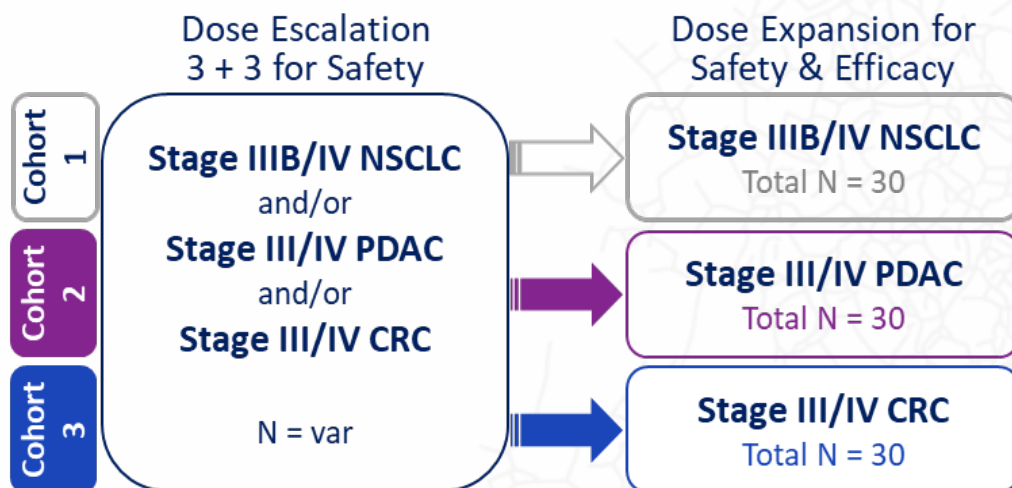 Dose Escalation
3 + 3 for Safety
Dose Expansion for
Safety & Efficacy
Cohort
1
Stage IIIB/IV NSCLC
and/or
Stage III/IV PDAC
and/or
Stage III/IV CRC
N = var
Stage IIIB/IV NSCLC
Total N = 30
Cohort
2
Stage III/IV PDAC
Total N = 30
Cohort
3
Stage III/IV CRC
Total N = 30